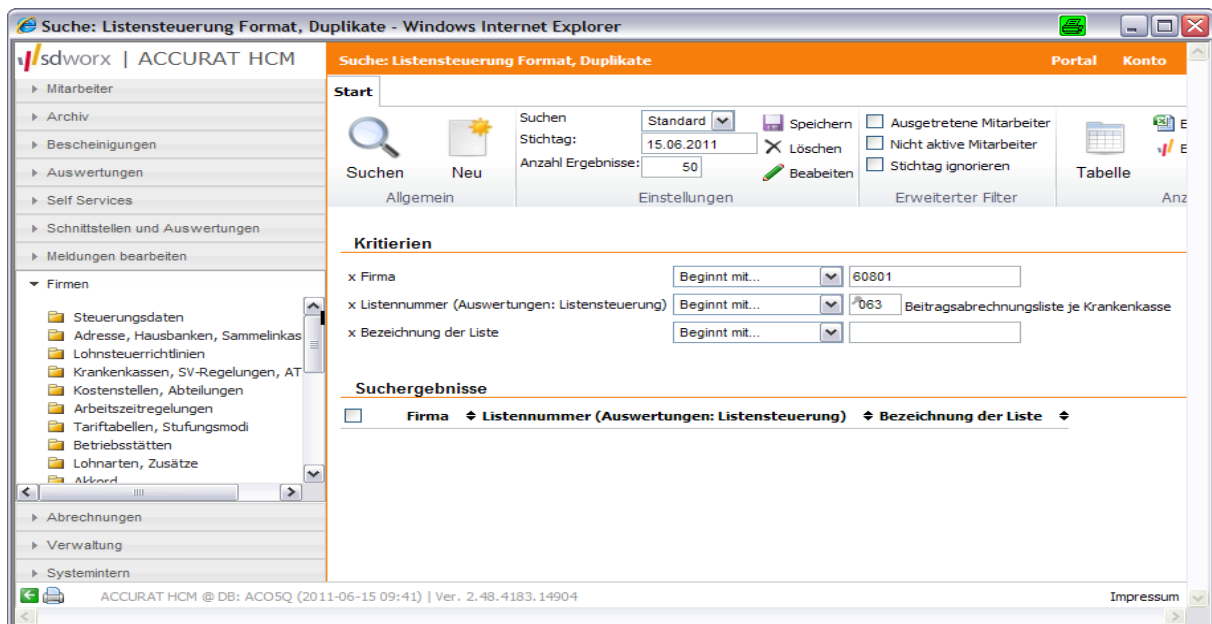 Suche: Listensteuerung Format, Duplikate - Windows Internet Explorer
sdworx | ACCURAT HCM
Suche: Listensteuerung Format, Duplikate
Portal
Konto
Mitarbeiter
Archiv
Bescheinigungen
Auswertungen
Self Services
Schnittstellen und Auswertungen
Meldungen bearbeiten
Firmen
Steuerungsdaten
Adresse, Hausbanken, Sammelinkas
Lohnsteuerrichtlinien
Krankenkassen, SV-Regelungen, AT
Kostenstellen, Abteilungen
Arbeitszeitregelungen
Tariftabellen, Stufungsmodi
Betriebsstätten
Lohnarten, Zusätze
Akkord
Abrechnungen
Verwaltung
Systemintern
Start
Suchen
Neu
Allgemein
Suchen Standard
Stichtag: 15.06.2011
Anzahl Ergebnisse: 50
Speichern
Löschen
Beabeiten
Einstellungen
Ausgetretene Mitarbeiter
Nicht aktive Mitarbeiter
Stichtag ignorieren
Erweiterter Filter
Tabelle
E
E
Anz
Kritierien
x Firma Beginnt mit... 60801
x Listennummer (Auswertungen: Listensteuerung) Beginnt mit... 063 Beitragsabrechnungsliste je Krankenkasse
x Bezeichnung der Liste Beginnt mit...
Suchergebnisse
Firma Listennummer (Auswertungen: Listensteuerung) Bezeichnung der Liste
ACCURAT HCM @ DB: ACO5Q (2011-06-15 09:41) | Ver. 2.48.4183.14904
Impressum